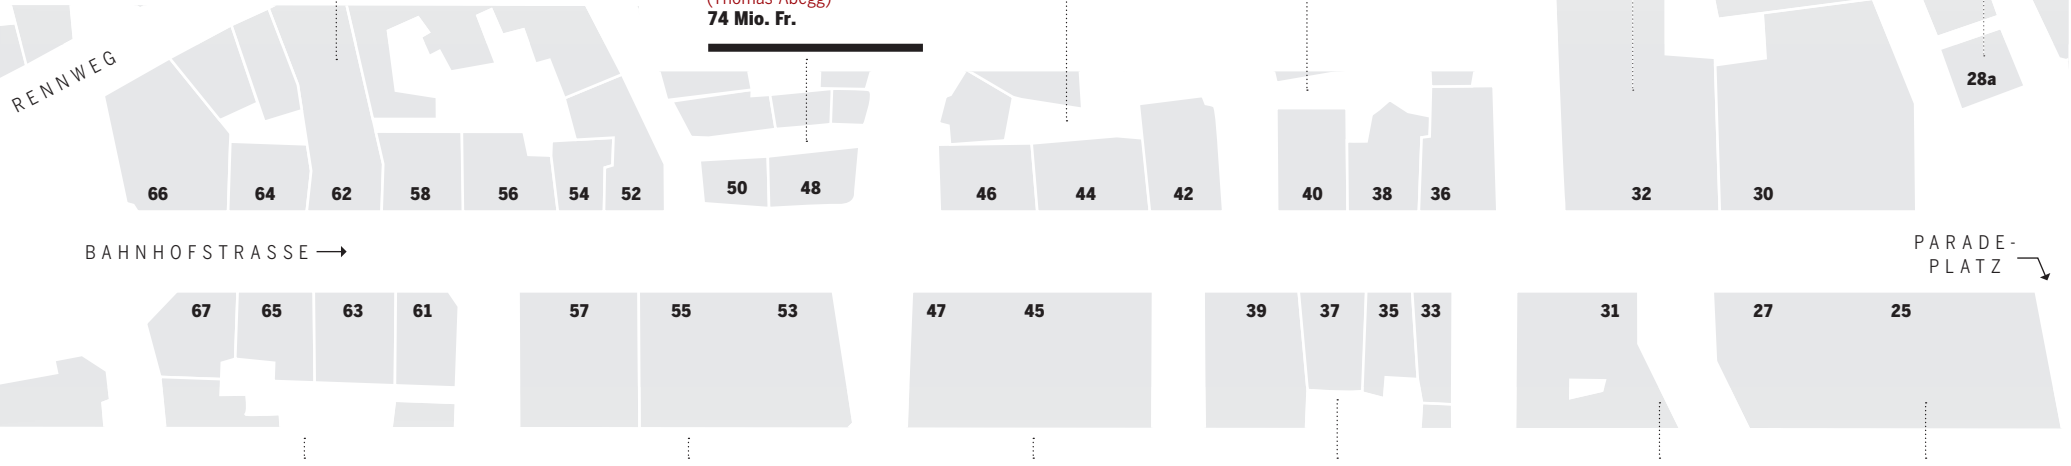 (Thomas Abegg)
74 Mio. Fr.
RENNWEG
28a
66 64 62 58 56 54 52 50 48 46 44 42 40 38 36 32 30
BAHNHOFSTRASSE
PARADE-
PLATZ
67 65 63 61 57 55 53 47 45 39 37 35 33 31 27 25